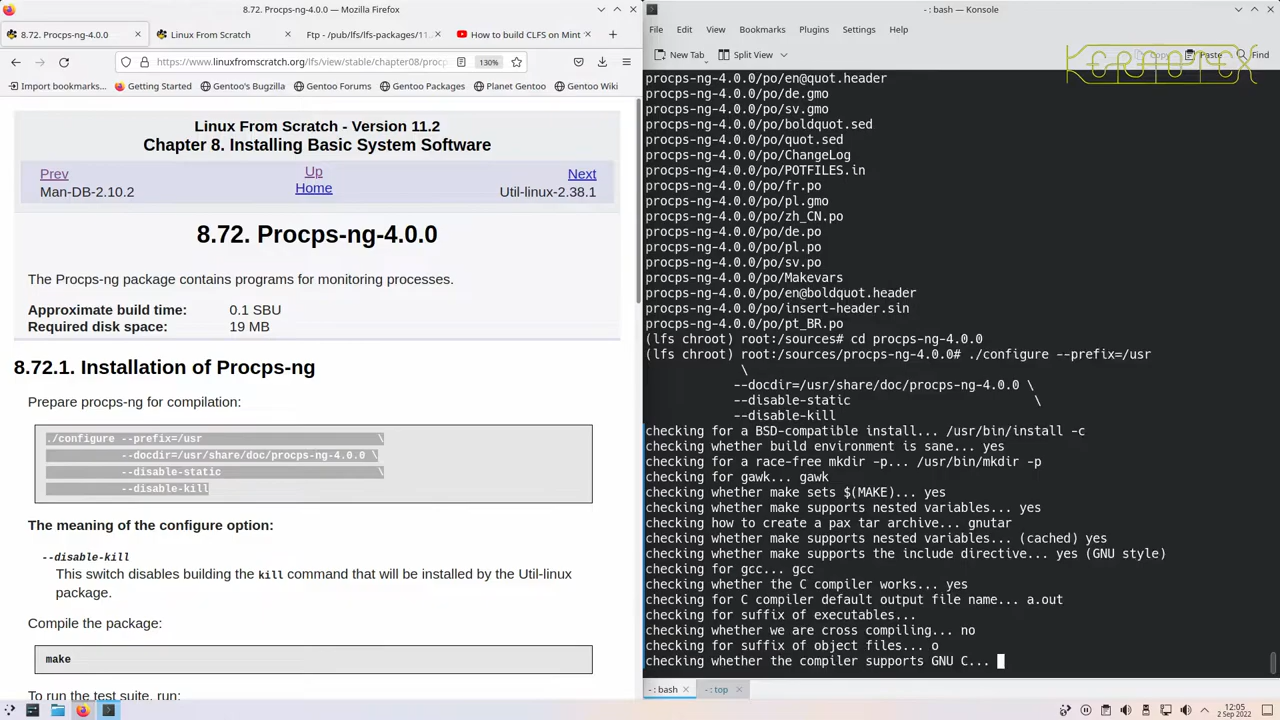 8.72. Procps-ng-4.0.0 — Mozilla Firefox
8.72. Procps-ng-4.0.0
Linux From Scratch
Ftp - /pub/lfs/lfs-packages/11.
How to build CLFS on Mint
https://www.linuxfromscratch.org/lfs/view/stable/chapter08/procp
130%
Import bookmarks...
Getting Started
Gentoo's Bugzilla
Gentoo Forums
Gentoo Packages
Planet Gentoo
Gentoo Wiki
Linux From Scratch - Version 11.2
Chapter 8. Installing Basic System Software
Prev
Up
Next
Man-DB-2.10.2
Home
Util-linux-2.38.1
8.72. Procps-ng-4.0.0
The Procps-ng package contains programs for monitoring processes.
Approximate build time: 0.1 SBU
Required disk space: 19 MB
8.72.1. Installation of Procps-ng
Prepare procps-ng for compilation:
./configure --prefix=/usr \
--docdir=/usr/share/doc/procps-ng-4.0.0 \
--disable-static \
--disable-kill
The meaning of the configure option:
--disable-kill
This switch disables building the kill command that will be installed by the Util-linux
package.
Compile the package:
make
To run the test suite, run:
- : bash — Konsole
File Edit View Bookmarks Plugins Settings Help
New Tab
Split View
Copy
Paste
Find
KERNOTEX
procps-ng-4.0.0/po/en@quot.header
procps-ng-4.0.0/po/de.gmo
procps-ng-4.0.0/po/sv.gmo
procps-ng-4.0.0/po/boldquot.sed
procps-ng-4.0.0/po/quot.sed
procps-ng-4.0.0/po/ChangeLog
procps-ng-4.0.0/po/POTFILES.in
procps-ng-4.0.0/po/fr.po
procps-ng-4.0.0/po/pl.gmo
procps-ng-4.0.0/po/zh_CN.po
procps-ng-4.0.0/po/de.po
procps-ng-4.0.0/po/pl.po
procps-ng-4.0.0/po/sv.po
procps-ng-4.0.0/po/Makevars
procps-ng-4.0.0/po/en@boldquot.header
procps-ng-4.0.0/po/insert-header.sin
procps-ng-4.0.0/po/pt_BR.po
(lfs chroot) root:/sources# cd procps-ng-4.0.0
(lfs chroot) root:/sources/procps-ng-4.0.0# ./configure --prefix=/usr
\
--docdir=/usr/share/doc/procps-ng-4.0.0 \
--disable-static \
--disable-kill
checking for a BSD-compatible install... /usr/bin/install -c
checking whether build environment is sane... yes
checking for a race-free mkdir -p... /usr/bin/mkdir -p
checking for gawk... gawk
checking whether make sets $(MAKE)... yes
checking whether make supports nested variables... yes
checking how to create a pax tar archive... gnutar
checking whether make supports nested variables... (cached) yes
checking whether make supports the include directive... yes (GNU style)
checking for gcc... gcc
checking whether the C compiler works... yes
checking for C compiler default output file name... a.out
checking for suffix of executables...
checking whether we are cross compiling... no
checking for suffix of object files... o
checking whether the compiler supports GNU C...
- : bash
- : top
12:05
2 Sep 2022